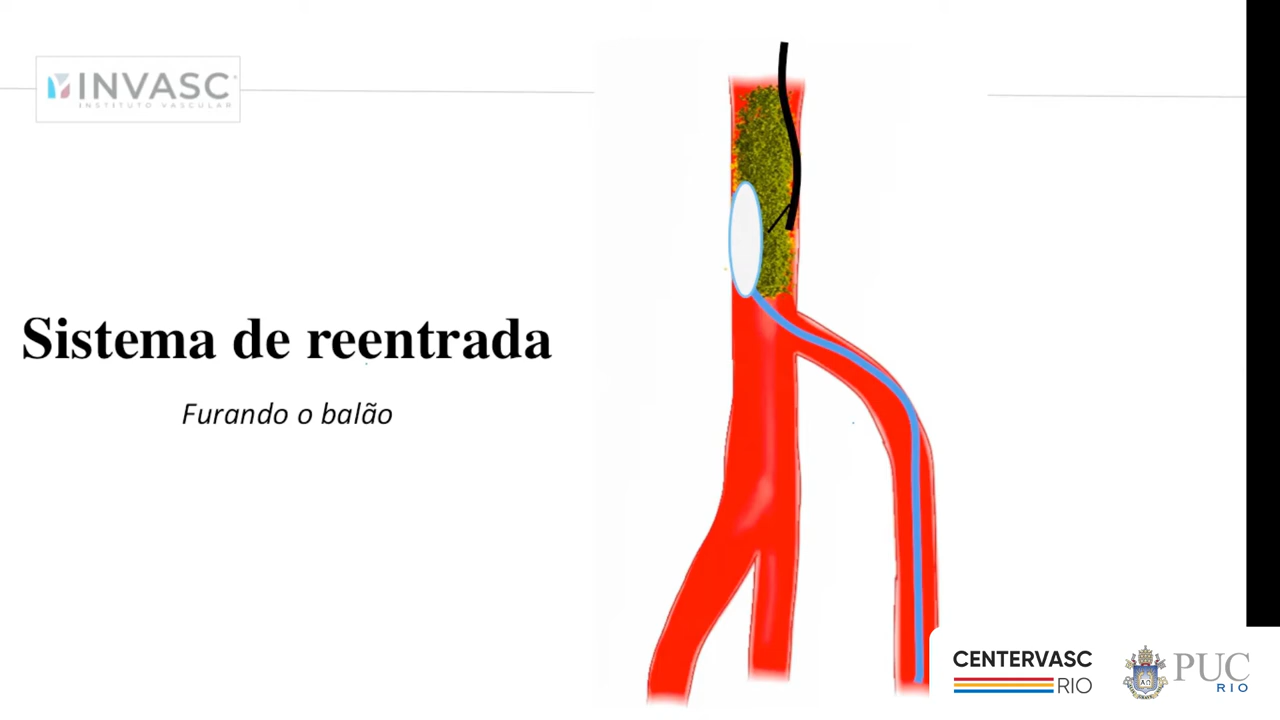 INVASC
INSTITUTO VASCULAR
Sistema de reentrada
Furando o balão
CENTERVASC
RIO
PUC
RIO